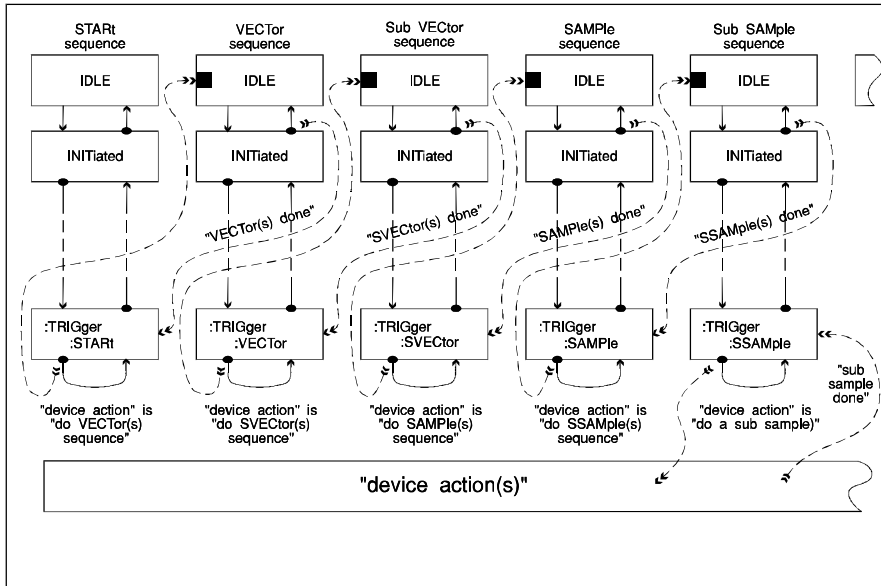 STARt
sequence
VECTor
sequence
Sub VECtor
sequence
SAMPle
sequence
Sub SAMple
sequence
IDLE
IDLE
IDLE
IDLE
IDLE
INITiated
INITiated
INITiated
INITiated
INITiated
"VECTor(s) done"
"SVECtor(s) done"
"SAMPle(s) done"
"SSAMple(s) done"
:TRIGger
:STARt
:TRIGger
:VECTor
:TRIGger
:SVECtor
:TRIGger
:SAMPle
:TRIGger
:SSAMple
"sub
sample
done"
"device action" is
"do VECTor(s)
sequence"
"device action" is
"do SVECtor(s)
sequence"
"device action" is
"do SAMPle(s)
sequence"
"device action" is
"do SSAMple(s)
sequence"
"device action" is
"do a sub sample)"
"device action(s)"